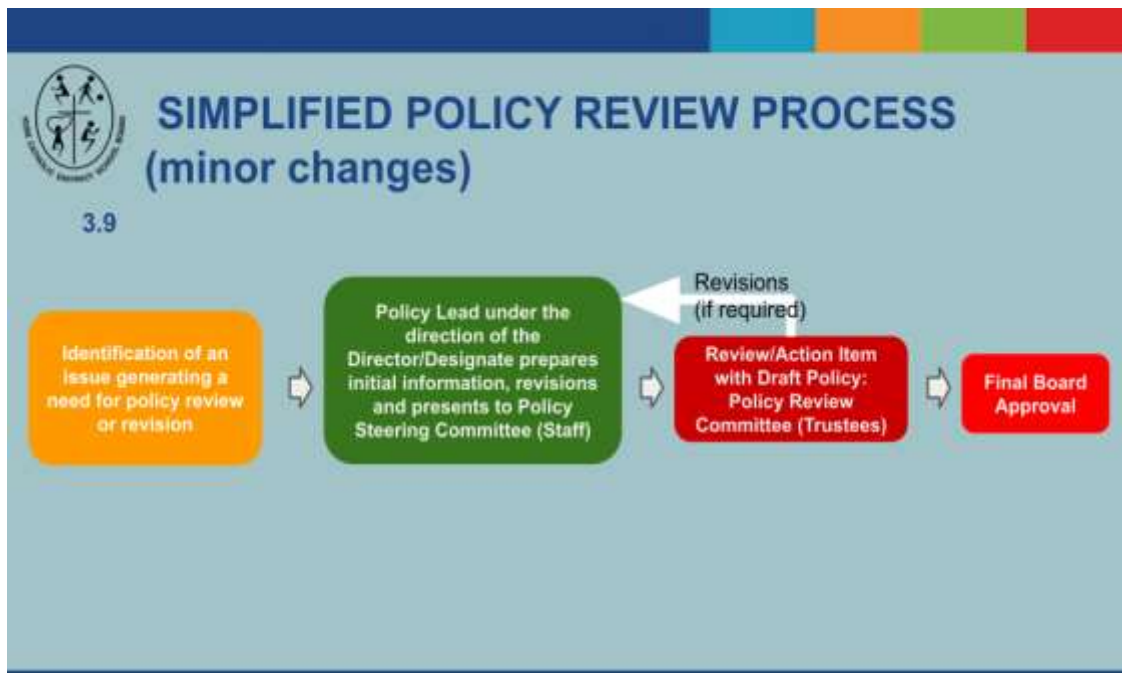 SIMPLIFIED POLICY REVIEW PROCESS
(minor changes)
3.9
Identification of an
issue generating a
need for policy review
or revision
Policy Lead under the
direction of the
Director/Designate prepares
initial information, revisions
and presents to Policy
Steering Committee (Staff)
Revisions
(if required)
Review/Action Item
with Draft Policy:
Policy Review
Committee (Trustees)
Final Board
Approval